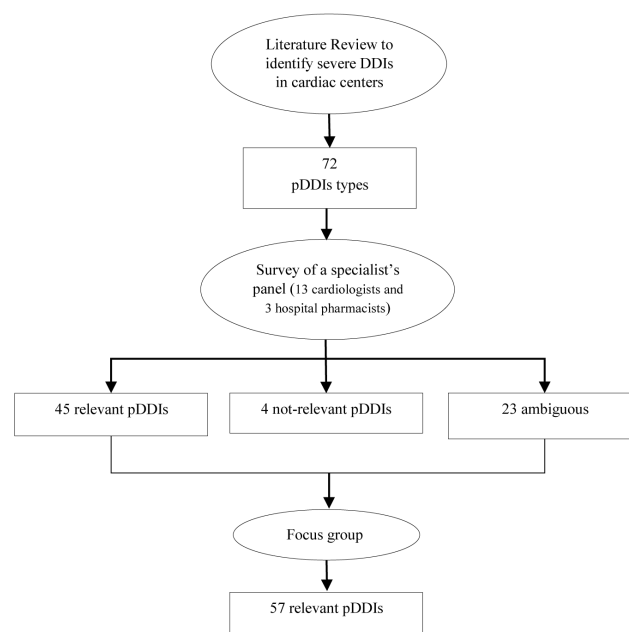 Literature Review to
identify severe DDIs
in cardiac centers
72
pDDIs types
Survey of a specialist's
panel (13 cardiologists and
3 hospital pharmacists)
45 relevant pDDIs
4 not-relevant pDDIs
23 ambiguous
Focus group
57 relevant pDDIs